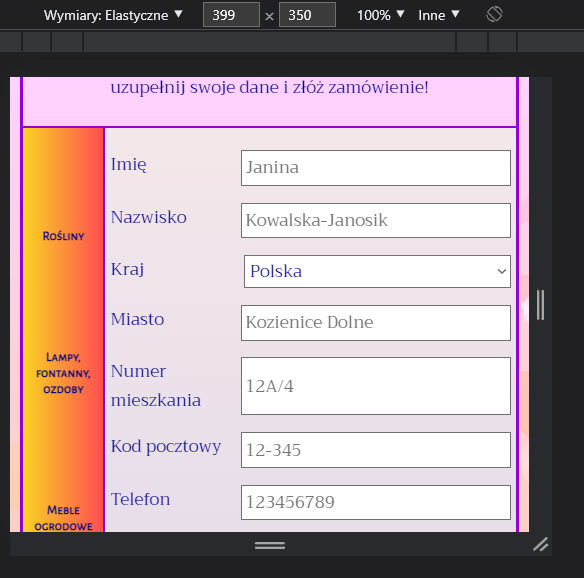 Wymiary: Elastyczne ▼ 399 × 350 100% ▼ Inne ▼
uzupełnij swoje dane i złóż zamówienie!
Rośliny
Lampy,
fontanny,
ozdoby
Meble
ogrodowe
Imię Janina
Nazwisko Kowalska-Janosik
Kraj Polska
Miasto Kozienice Dolne
Numer
mieszkania 12A/4
Kod pocztowy 12-345
Telefon 123456789